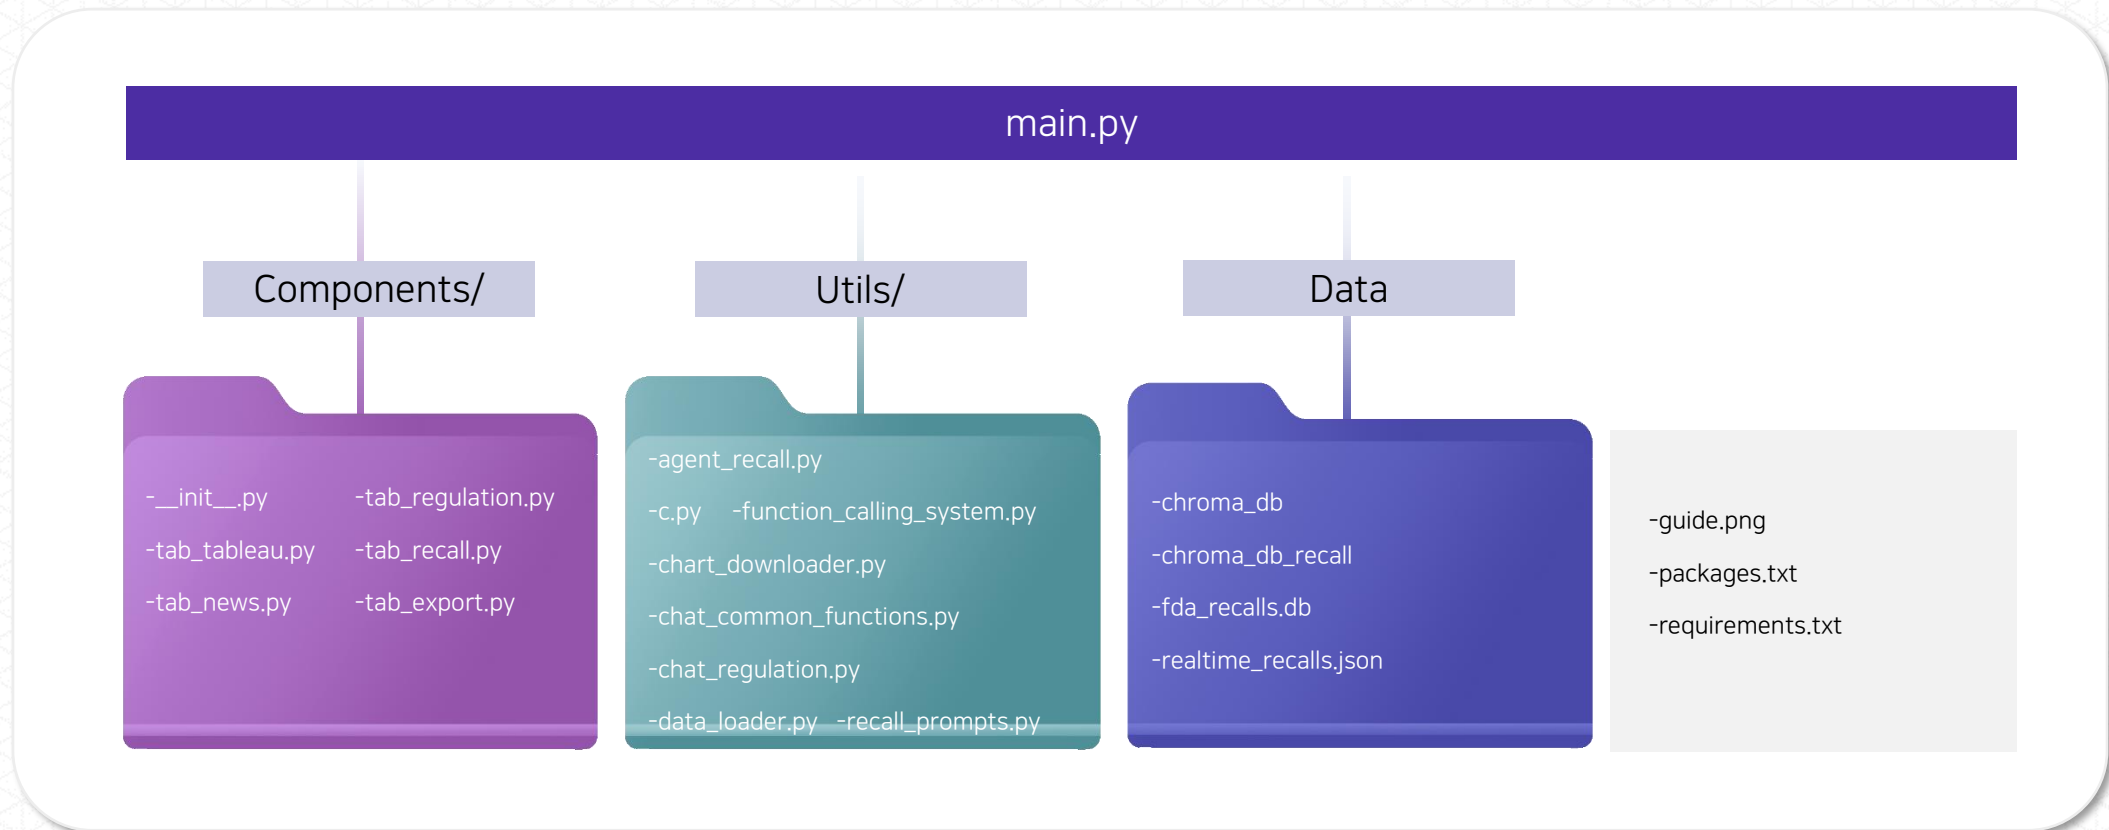 main.py
Components/
Utils/
Data
-__init__.py
-tab_regulation.py
-tab_tableau.py
-tab_recall.py
-tab_news.py
-tab_export.py
-agent_recall.py
-c.py -function_calling_system.py
-chart_downloader.py
-chat_common_functions.py
-chat_regulation.py
-data_loader.py -recall_prompts.py
-chroma_db
-chroma_db_recall
-fda_recalls.db
-realtime_recalls.json
-guide.png
-packages.txt
-requirements.txt